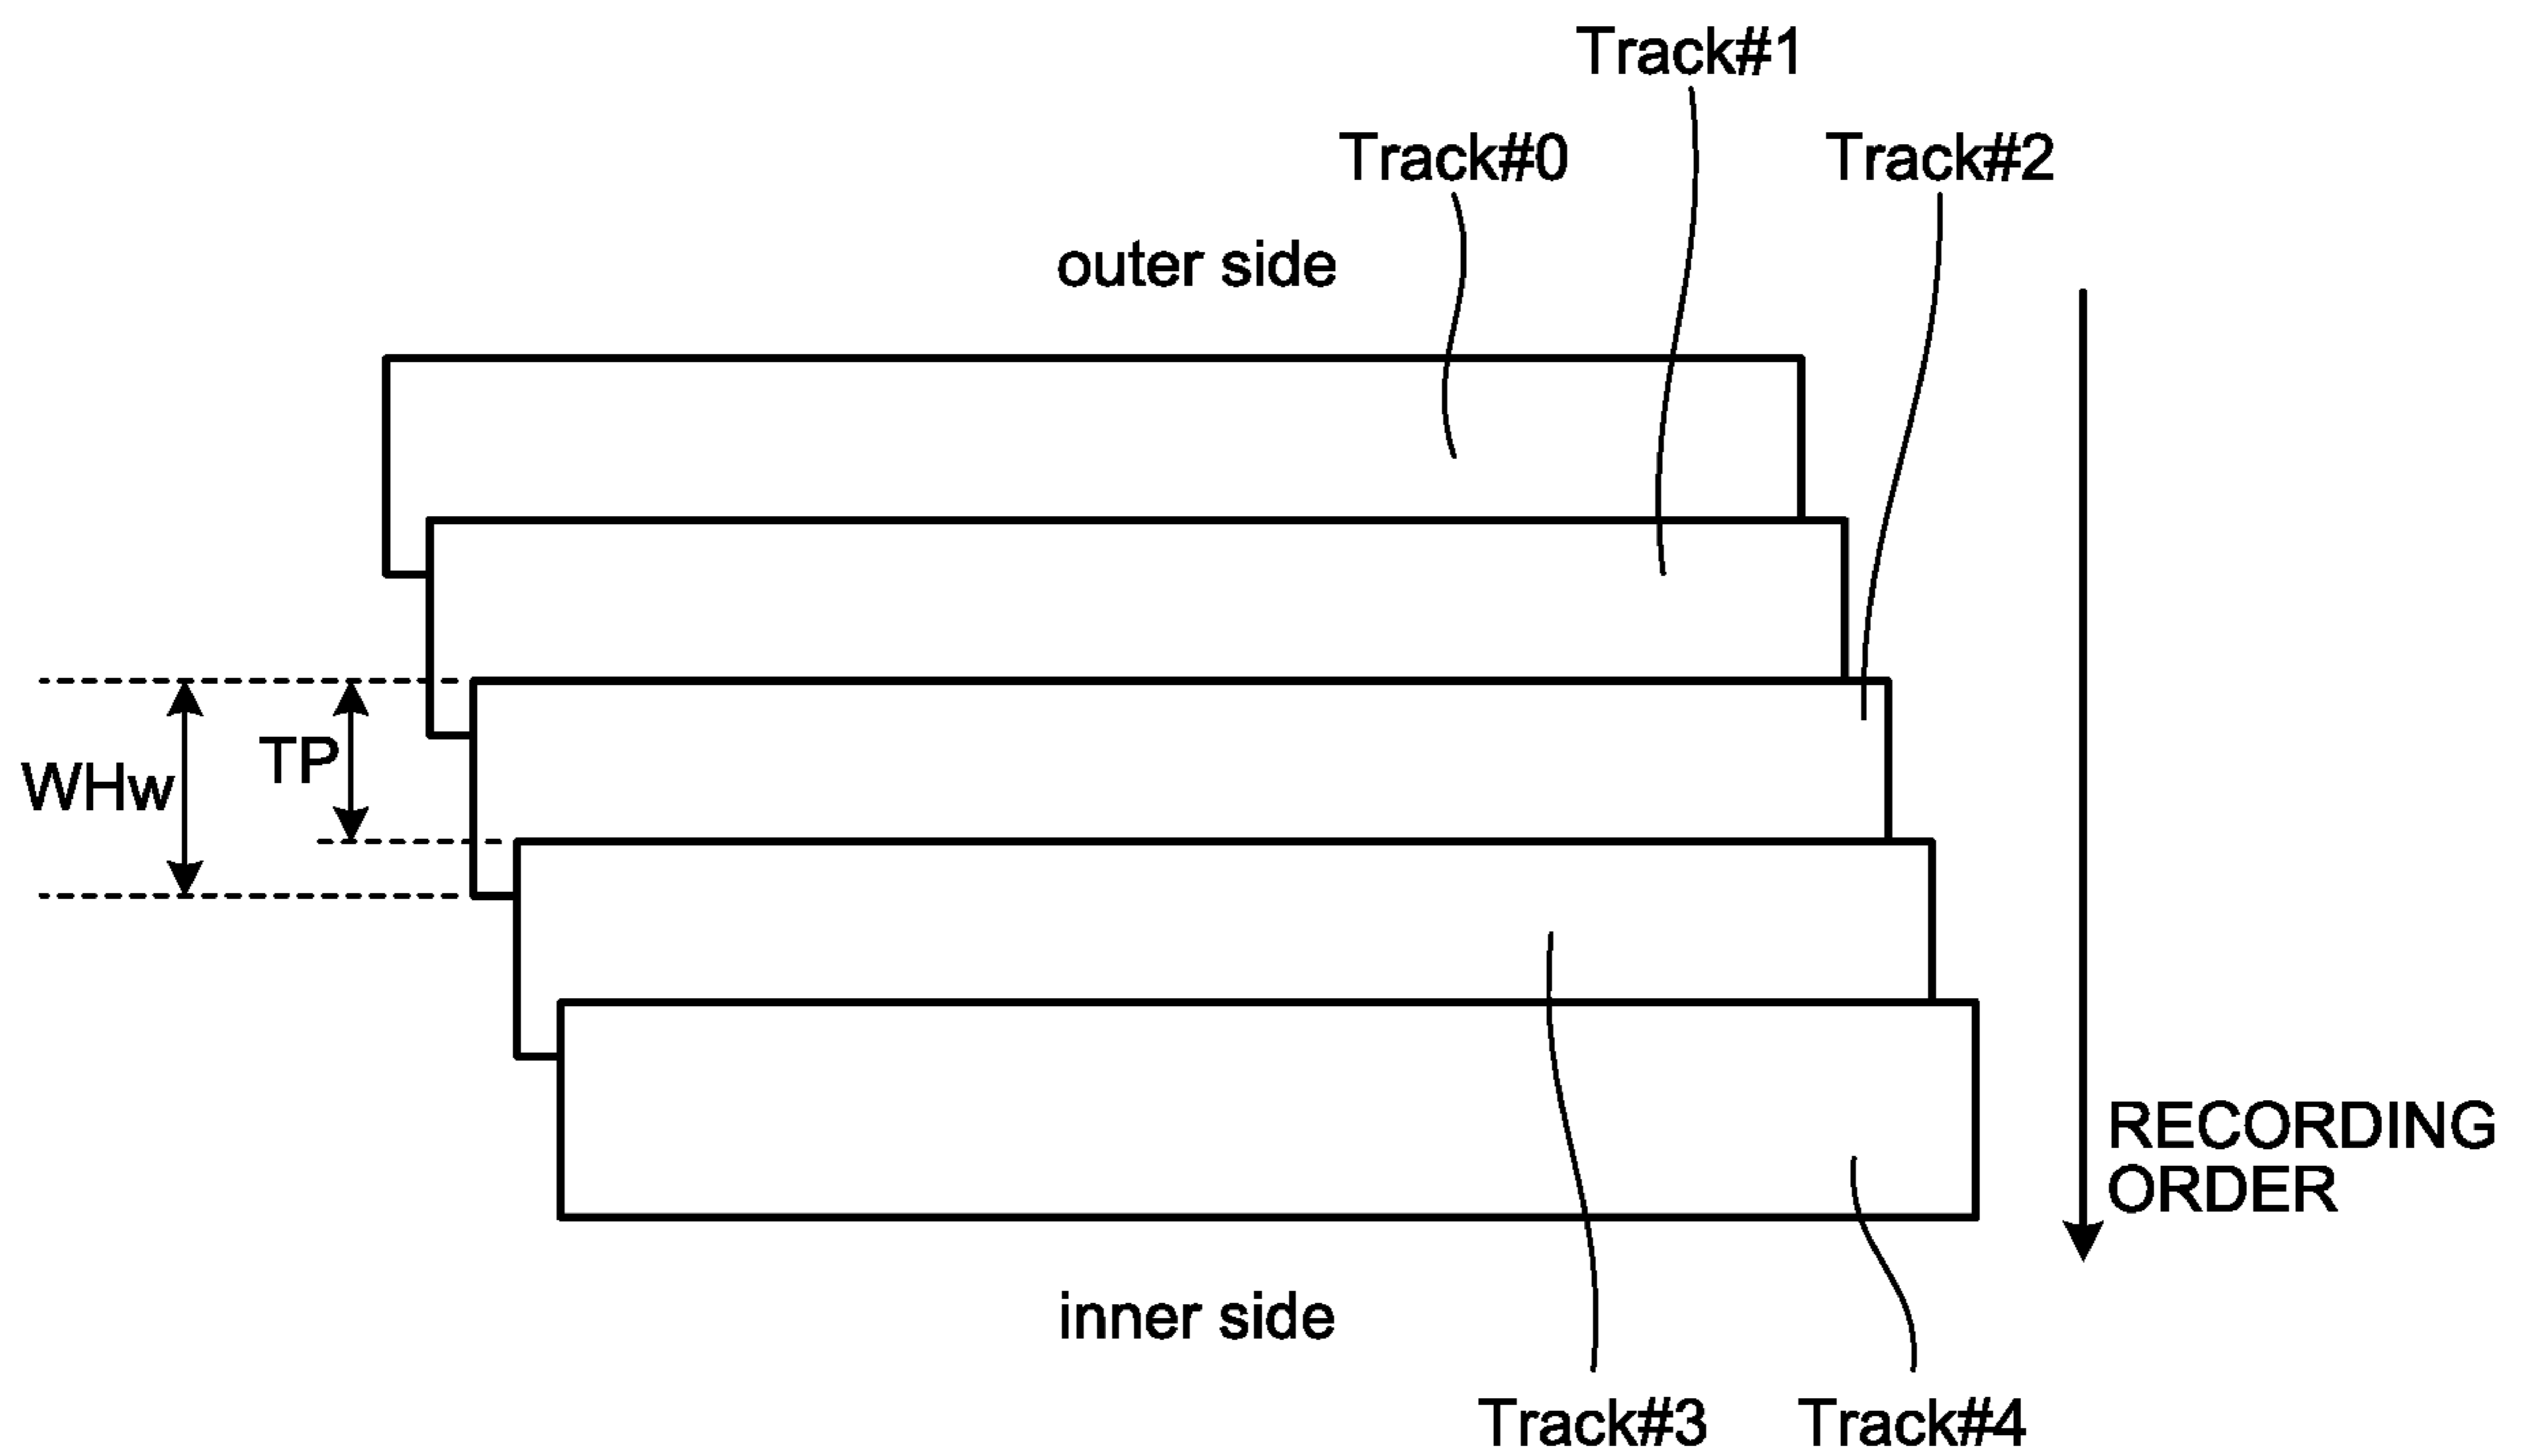 Track#1
Track#0
Track#2
outer side
TP
WHw
RECORDING
ORDER
inner side
Track#3
Track#4